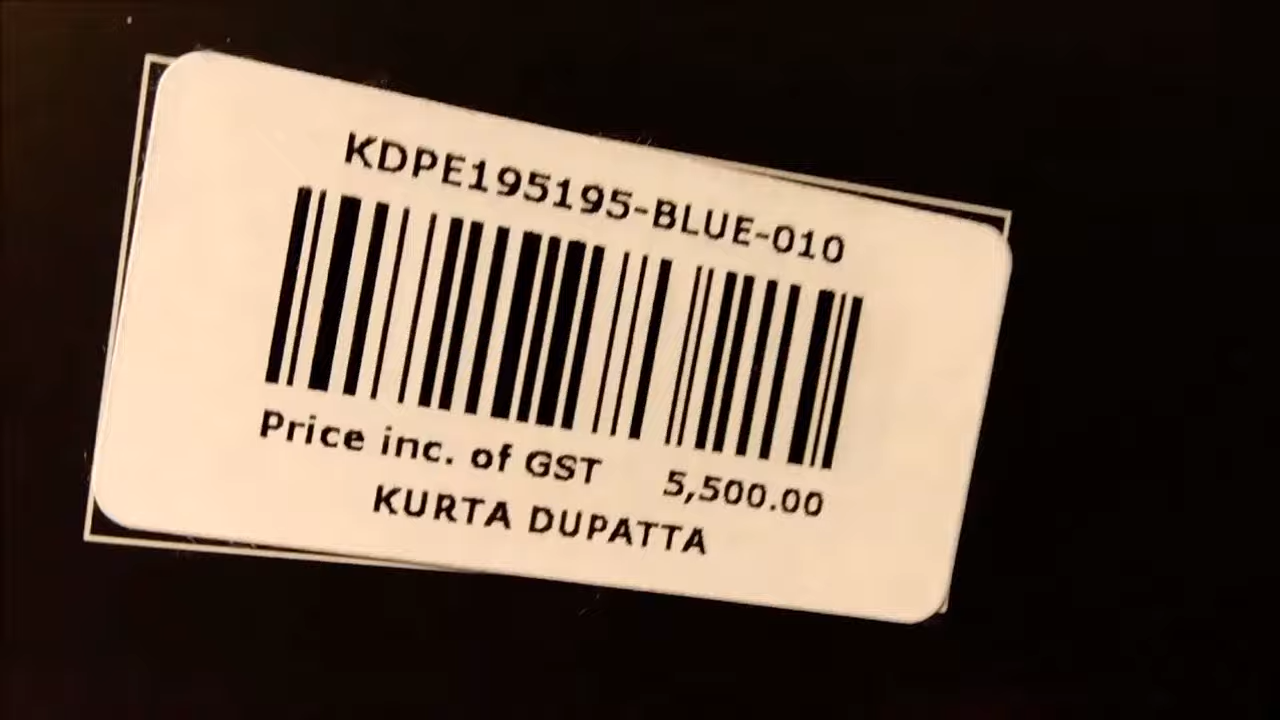 KDPE195195-BLUE-010
Price inc. of GST 5,500.00
KURTA DUPATTA